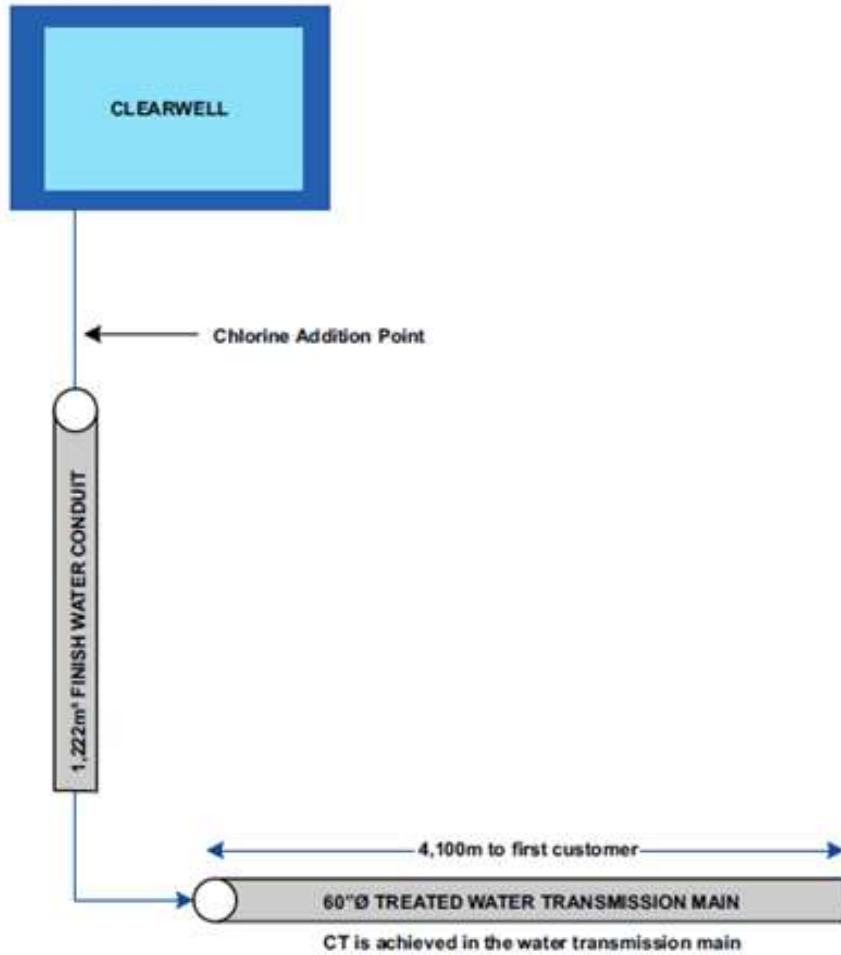 CLEARWELL
Chlorine Addition Point
1,222m³ FINISH WATER CONDUIT
4,100m to first customer
60"Ø TREATED WATER TRANSMISSION MAIN
CT is achieved in the water transmission main